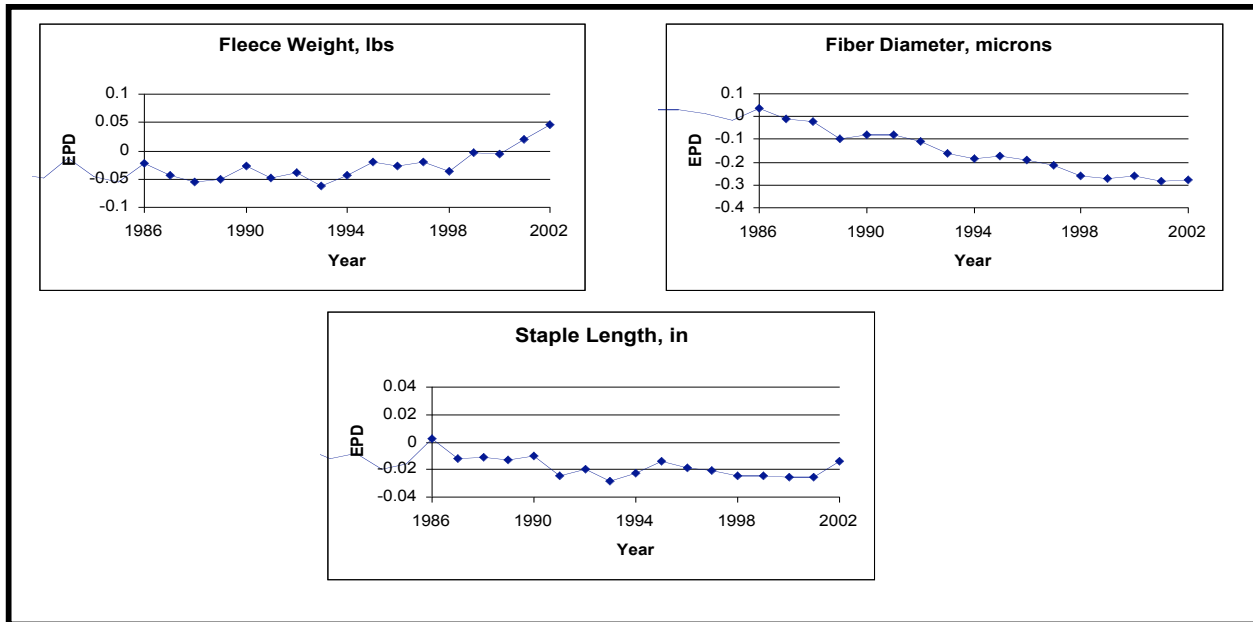 Fleece Weight, lbs
0.1
0.05
0
-0.05
-0.1
EPD
1986 1990 1994 1998 2002
Year
Fiber Diameter, microns
0.1
0
-0.1
-0.2
-0.3
-0.4
EPD
1986 1990 1994 1998 2002
Year
Staple Length, in
0.04
0.02
0
-0.02
-0.04
EPD
1986 1990 1994 1998 2002
Year